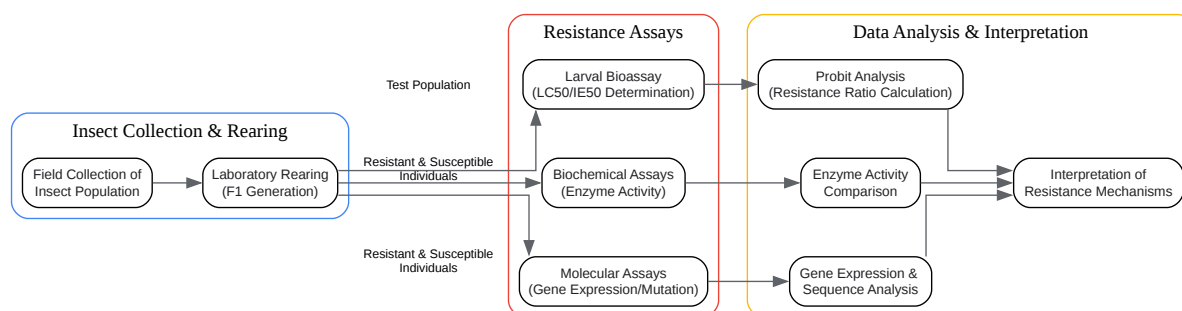 Insect Collection & Rearing
Field Collection of
Insect Population
Laboratory Rearing
(F1 Generation)
Test Population
Resistant & Susceptible
Individuals
Resistant & Susceptible
Individuals
Resistance Assays
Larval Bioassay
(LC50/IE50 Determination)
Biochemical Assays
(Enzyme Activity)
Molecular Assays
(Gene Expression/Mutation)
Data Analysis & Interpretation
Probit Analysis
(Resistance Ratio Calculation)
Enzyme Activity
Comparison
Gene Expression &
Sequence Analysis
Interpretation of
Resistance Mechanisms